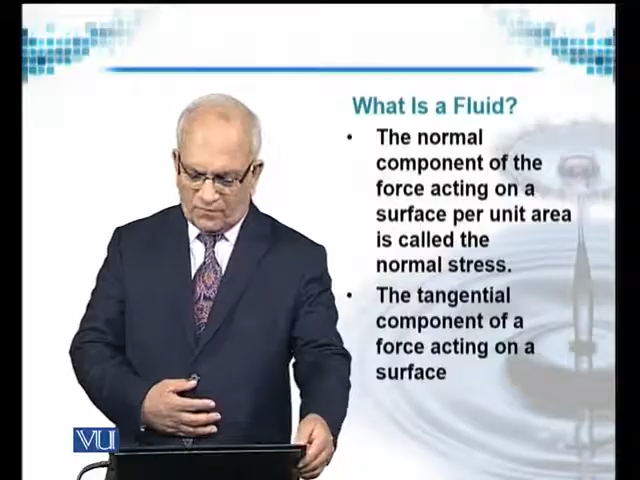 What Is a Fluid?
• The normal
component of the
force acting on a
surface per unit area
is called the
normal stress.
• The tangential
component of a
force acting on a
surface
VU